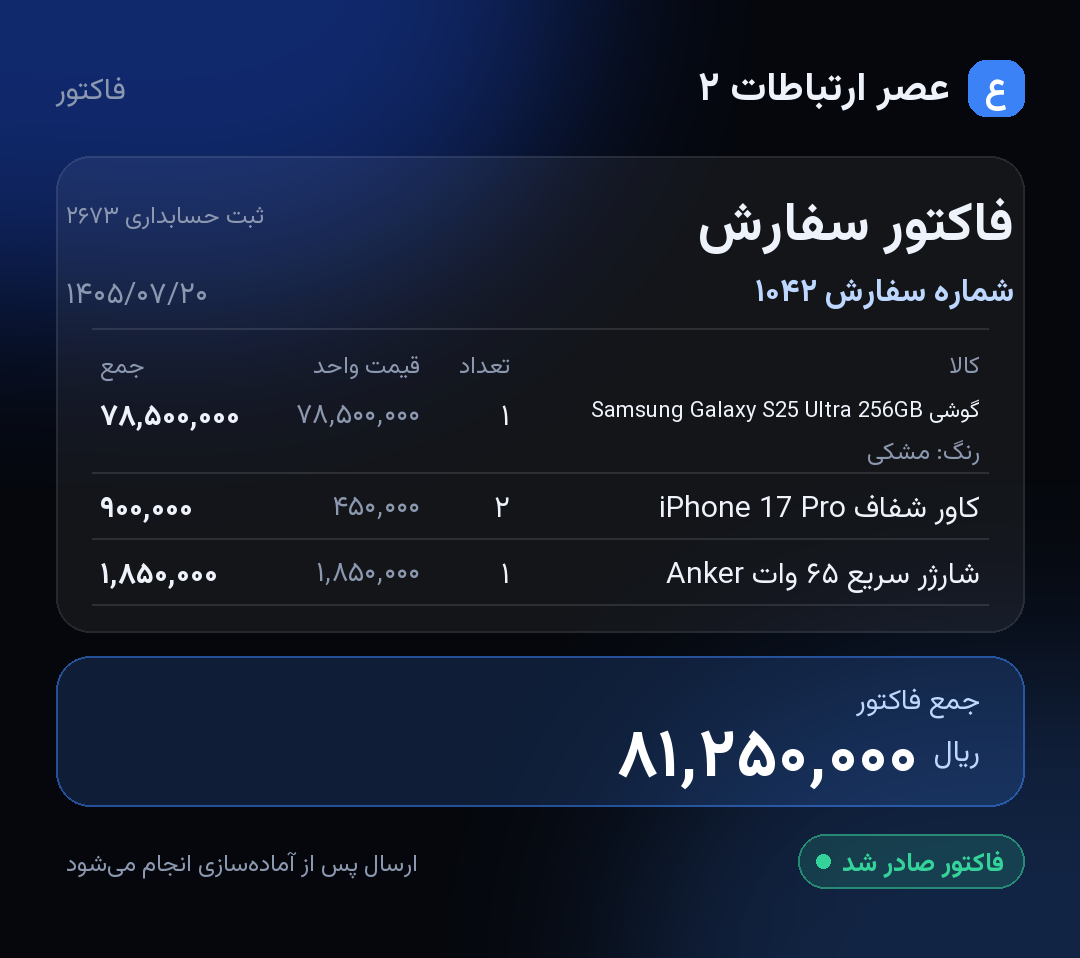 ع عصر ارتباطات ۲
فاکتور
فاکتور سفارش
ثبت حسابداری ۲۶۷۳
شماره سفارش ۱۰۴۲
۱۴۰۵/۰۷/۲۰
کالا تعداد قیمت واحد جمع
گوشی Samsung Galaxy S25 Ultra 256GB ۱ ۷۸,۵۰۰,۰۰۰ ۷۸,۵۰۰,۰۰۰
رنگ: مشکی
کاور شفاف iPhone 17 Pro ۲ ۴۵۰,۰۰۰ ۹۰۰,۰۰۰
شارژر سریع ۶۵ وات Anker ۱ ۱,۸۵۰,۰۰۰ ۱,۸۵۰,۰۰۰
جمع فاکتور
ریال ۸۱,۲۵۰,۰۰۰
فاکتور صادر شد
ارسال پس از آماده‌سازی انجام می‌شود